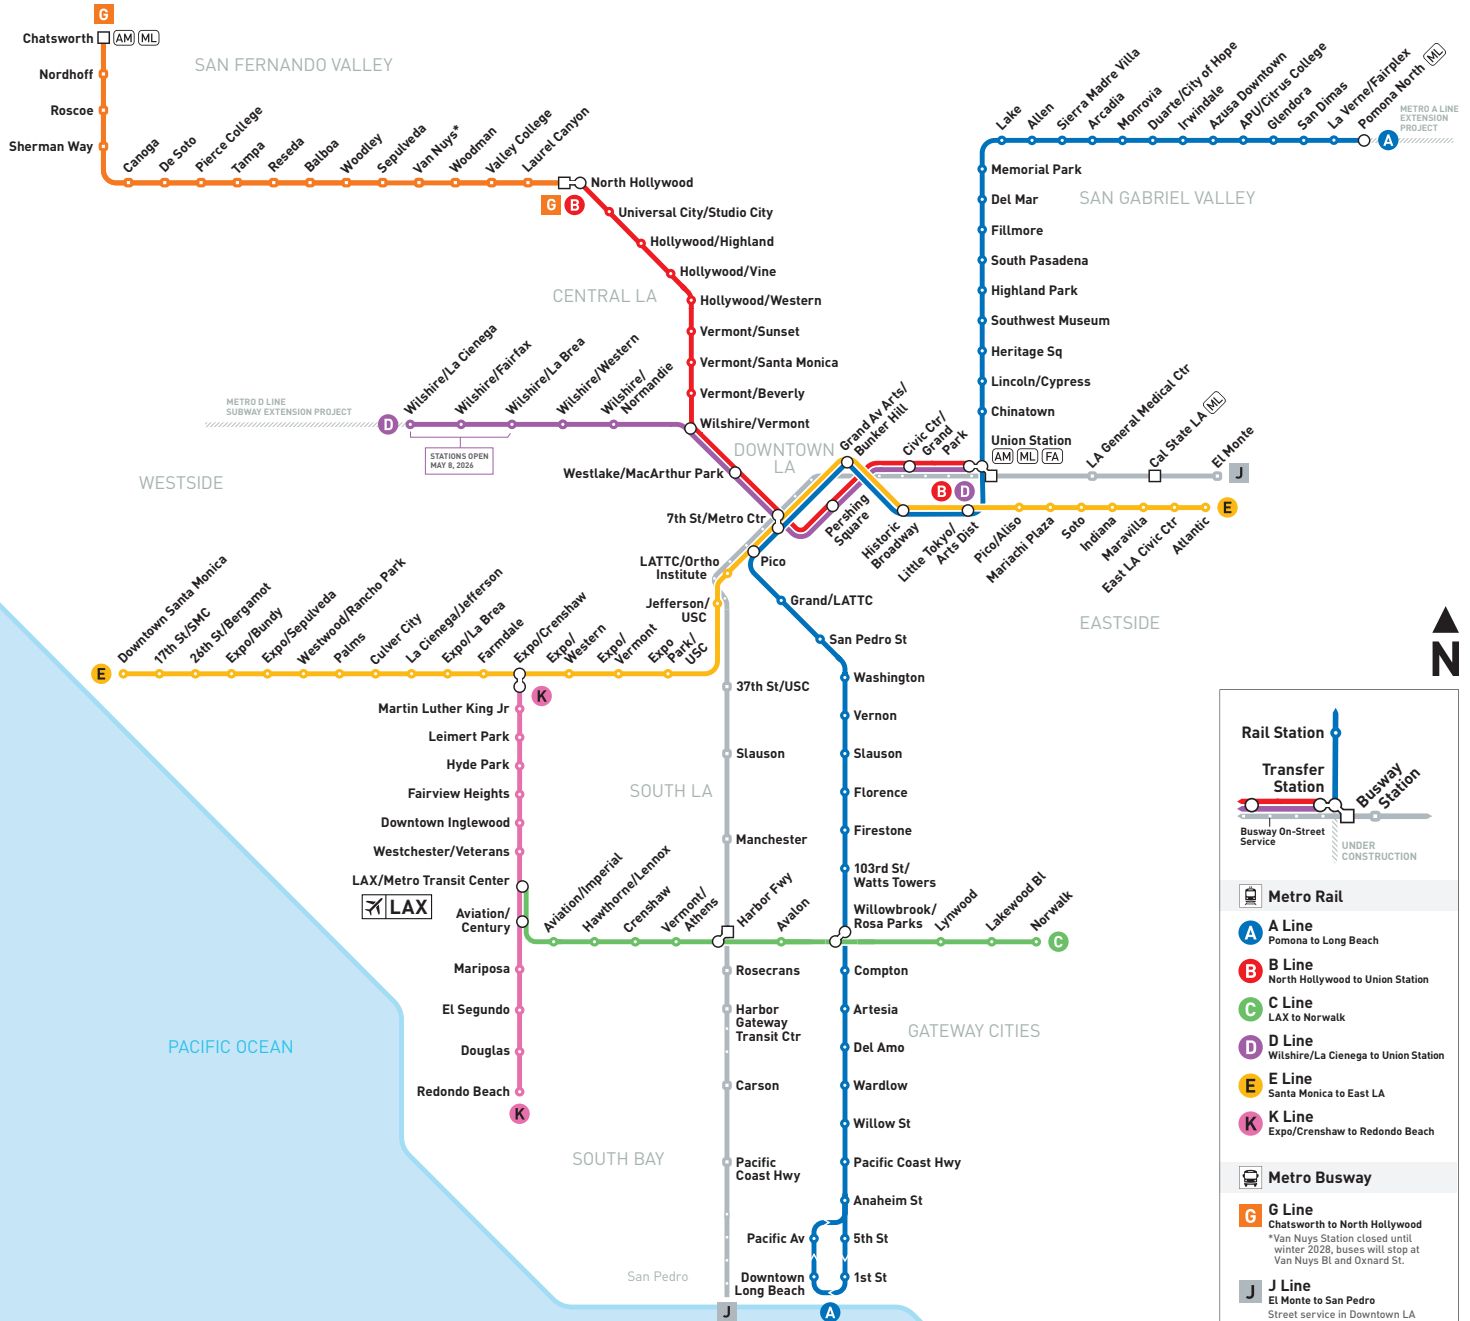 G
Chatsworth
AM
ML
Nordhoff
Roscoe
Sherman Way
SAN FERNANDO VALLEY
Canoga
De Soto
Pierce College
Tampa
Reseda
Balboa
Woodley
Sepulveda
Van Nuys*
Woodman
Valley College
Laurel Canyon
North Hollywood
G
B
Universal City/Studio City
Hollywood/Highland
Hollywood/Vine
Hollywood/Western
Vermont/Sunset
Vermont/Santa Monica
Vermont/Beverly
Wilshire/Vermont
CENTRAL LA
METRO D LINE
SUBWAY EXTENSION PROJECT
D
Wilshire/La Cienega
Wilshire/Fairfax
Wilshire/La Brea
Wilshire/Western
Wilshire/
Normandie
STATIONS OPEN
MAY 8, 2026
WESTSIDE
Westlake/MacArthur Park
DOWNTOWN
LA
7th St/Metro Ctr
Pershing
Square
Grand Av Arts/
Bunker Hill
Civic Ctr/
Grand
Park
B
D
Historic
Broadway
Little Tokyo/
Arts Dist
Lake
Allen
Sierra Madre Villa
Arcadia
Monrovia
Duarte/City of Hope
Irwindale
Azusa Downtown
APU/Citrus College
Glendora
San Dimas
La Verne/Fairplex
Pomona North
ML
A
METRO A LINE
EXTENSION
PROJECT
Memorial Park
Del Mar
Fillmore
South Pasadena
Highland Park
Southwest Museum
Heritage Sq
Lincoln/Cypress
Chinatown
Union Station
AM
ML
FA
SAN GABRIEL VALLEY
LA General Medical Ctr
Cal State LA
ML
El Monte
J
E
Pico/Aliso
Mariachi Plaza
Soto
Indiana
Maravilla
East LA Civic Ctr
Atlantic
EASTSIDE
Pico
LATTC/Ortho
Institute
Jefferson/
USC
Grand/LATTC
San Pedro St
Washington
Vernon
Slauson
Florence
Firestone
103rd St/
Watts Towers
Willowbrook/
Rosa Parks
Compton
Artesia
Del Amo
Wardlow
Willow St
Pacific Coast Hwy
Anaheim St
5th St
1st St
Pacific Av
Downtown
Long Beach
A
GATEWAY CITIES
E
Downtown Santa Monica
17th St/SMC
26th St/Bergamot
Expo/Bundy
Expo/Sepulveda
Westwood/Rancho Park
Palms
Culver City
La Cienega/Jefferson
Expo/La Brea
Farmdale
Expo/Crenshaw
Expo/
Western
Expo/
Vermont
Expo
Park/
USC
K
Martin Luther King Jr
Leimert Park
Hyde Park
Fairview Heights
Downtown Inglewood
Westchester/Veterans
LAX/Metro Transit Center
LAX
Aviation/
Century
Mariposa
El Segundo
Douglas
Redondo Beach
K
Aviation/Imperial
Hawthorne/Lennox
Crenshaw
Vermont/
Athens
Harbor Fwy
Avalon
Lynwood
Lakewood Bl
Norwalk
C
SOUTH LA
37th St/USC
Slauson
Manchester
Rosecrans
Harbor
Gateway
Transit Ctr
Carson
Pacific
Coast Hwy
SOUTH BAY
San Pedro
J
PACIFIC OCEAN
N
Rail Station
Transfer
Station
Busway
Station
Busway On-Street
Service
UNDER
CONSTRUCTION
Metro Rail
A
A Line
Pomona to Long Beach
B
B Line
North Hollywood to Union Station
C
C Line
LAX to Norwalk
D
D Line
Wilshire/La Cienega to Union Station
E
E Line
Santa Monica to East LA
K
K Line
Expo/Crenshaw to Redondo Beach
Metro Busway
G
G Line
Chatsworth to North Hollywood
*Van Nuys Station closed until
winter 2028, buses will stop at
Van Nuys Bl and Oxnard St.
J
J Line
El Monte to San Pedro
Street service in Downtown LA